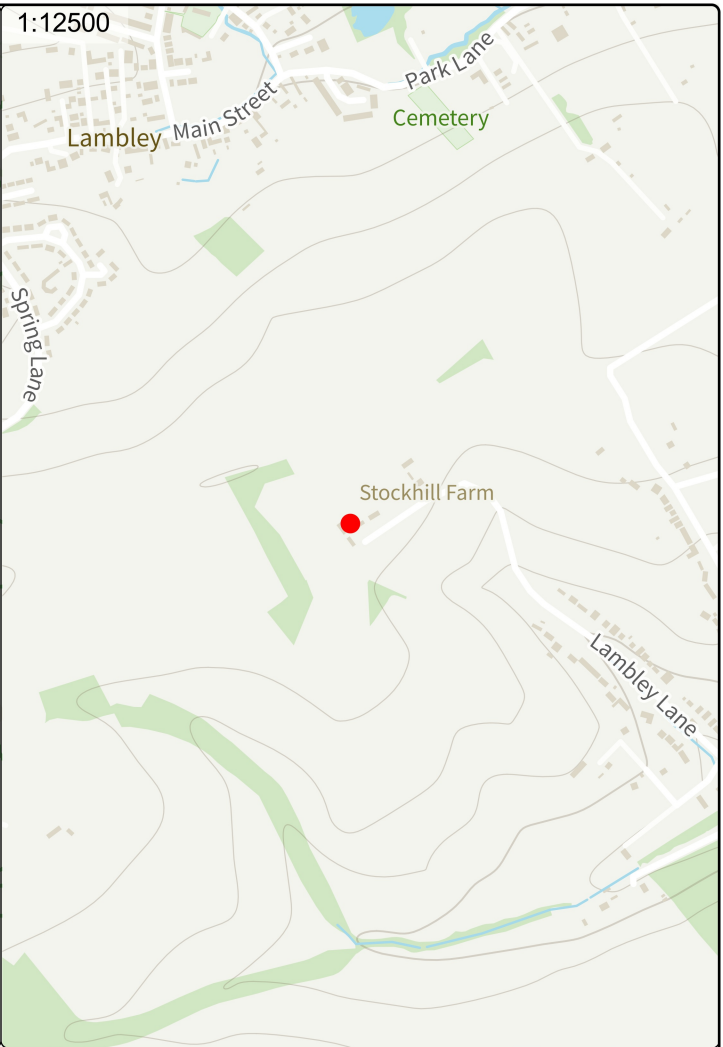 1:12500
Park Lane
Main Street
Cemetery
Lambley
Spring Lane
Stockhill Farm
Lambley Lane